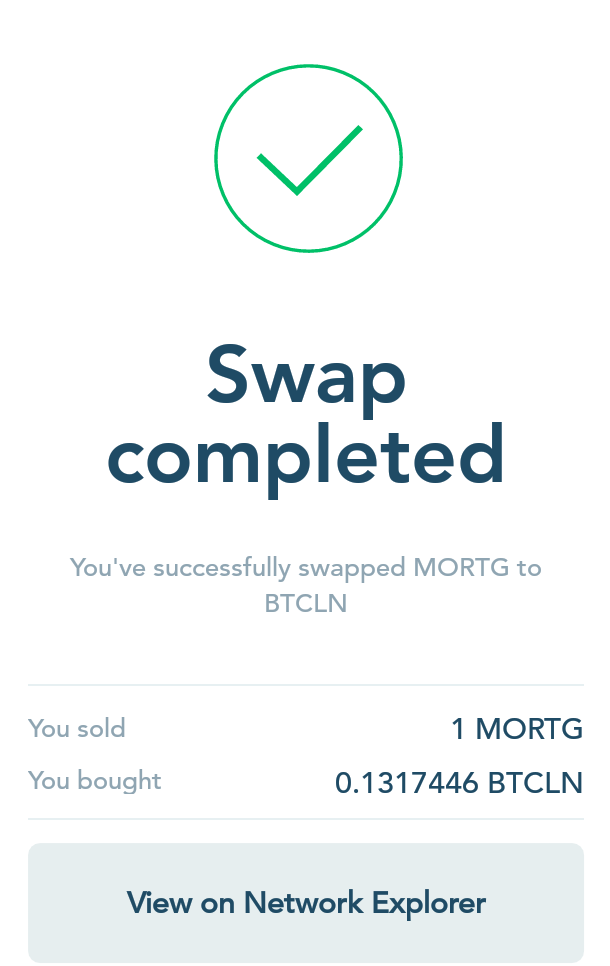 Swap
completed
You've successfully swapped MORTG to
BTCLN
You sold 1 MORTG
You bought 0.1317446 BTCLN
View on Network Explorer